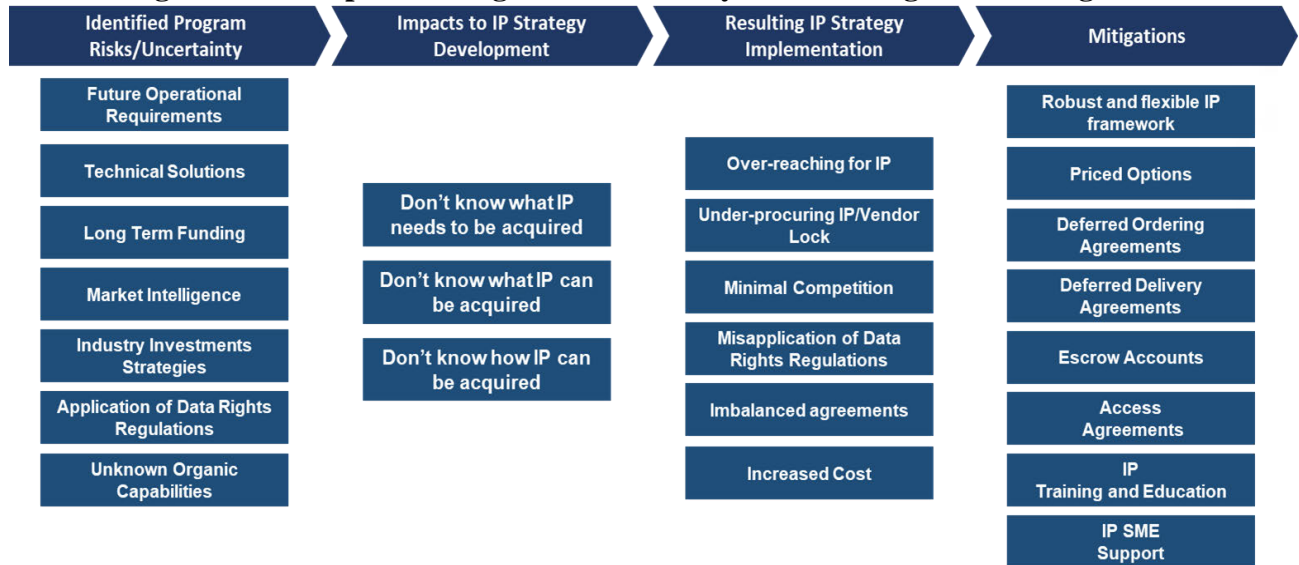 Identified Program
Risks/Uncertainty
Impacts to IP Strategy
Development
Resulting IP Strategy
Implementation
Mitigations
Future Operational
Requirements
Technical Solutions
Long Term Funding
Market Intelligence
Industry Investments
Strategies
Application of Data Rights
Regulations
Unknown Organic
Capabilities
Don't know what IP
needs to be acquired
Don't know what IP can
be acquired
Don't know how IP can
be acquired
Over-reaching for IP
Under-procuring IP/Vendor
Lock
Minimal Competition
Misapplication of Data
Rights Regulations
Imbalanced agreements
Increased Cost
Robust and flexible IP
framework
Priced Options
Deferred Ordering
Agreements
Deferred Delivery
Agreements
Escrow Accounts
Access
Agreements
IP
Training and Education
IP SME
Support